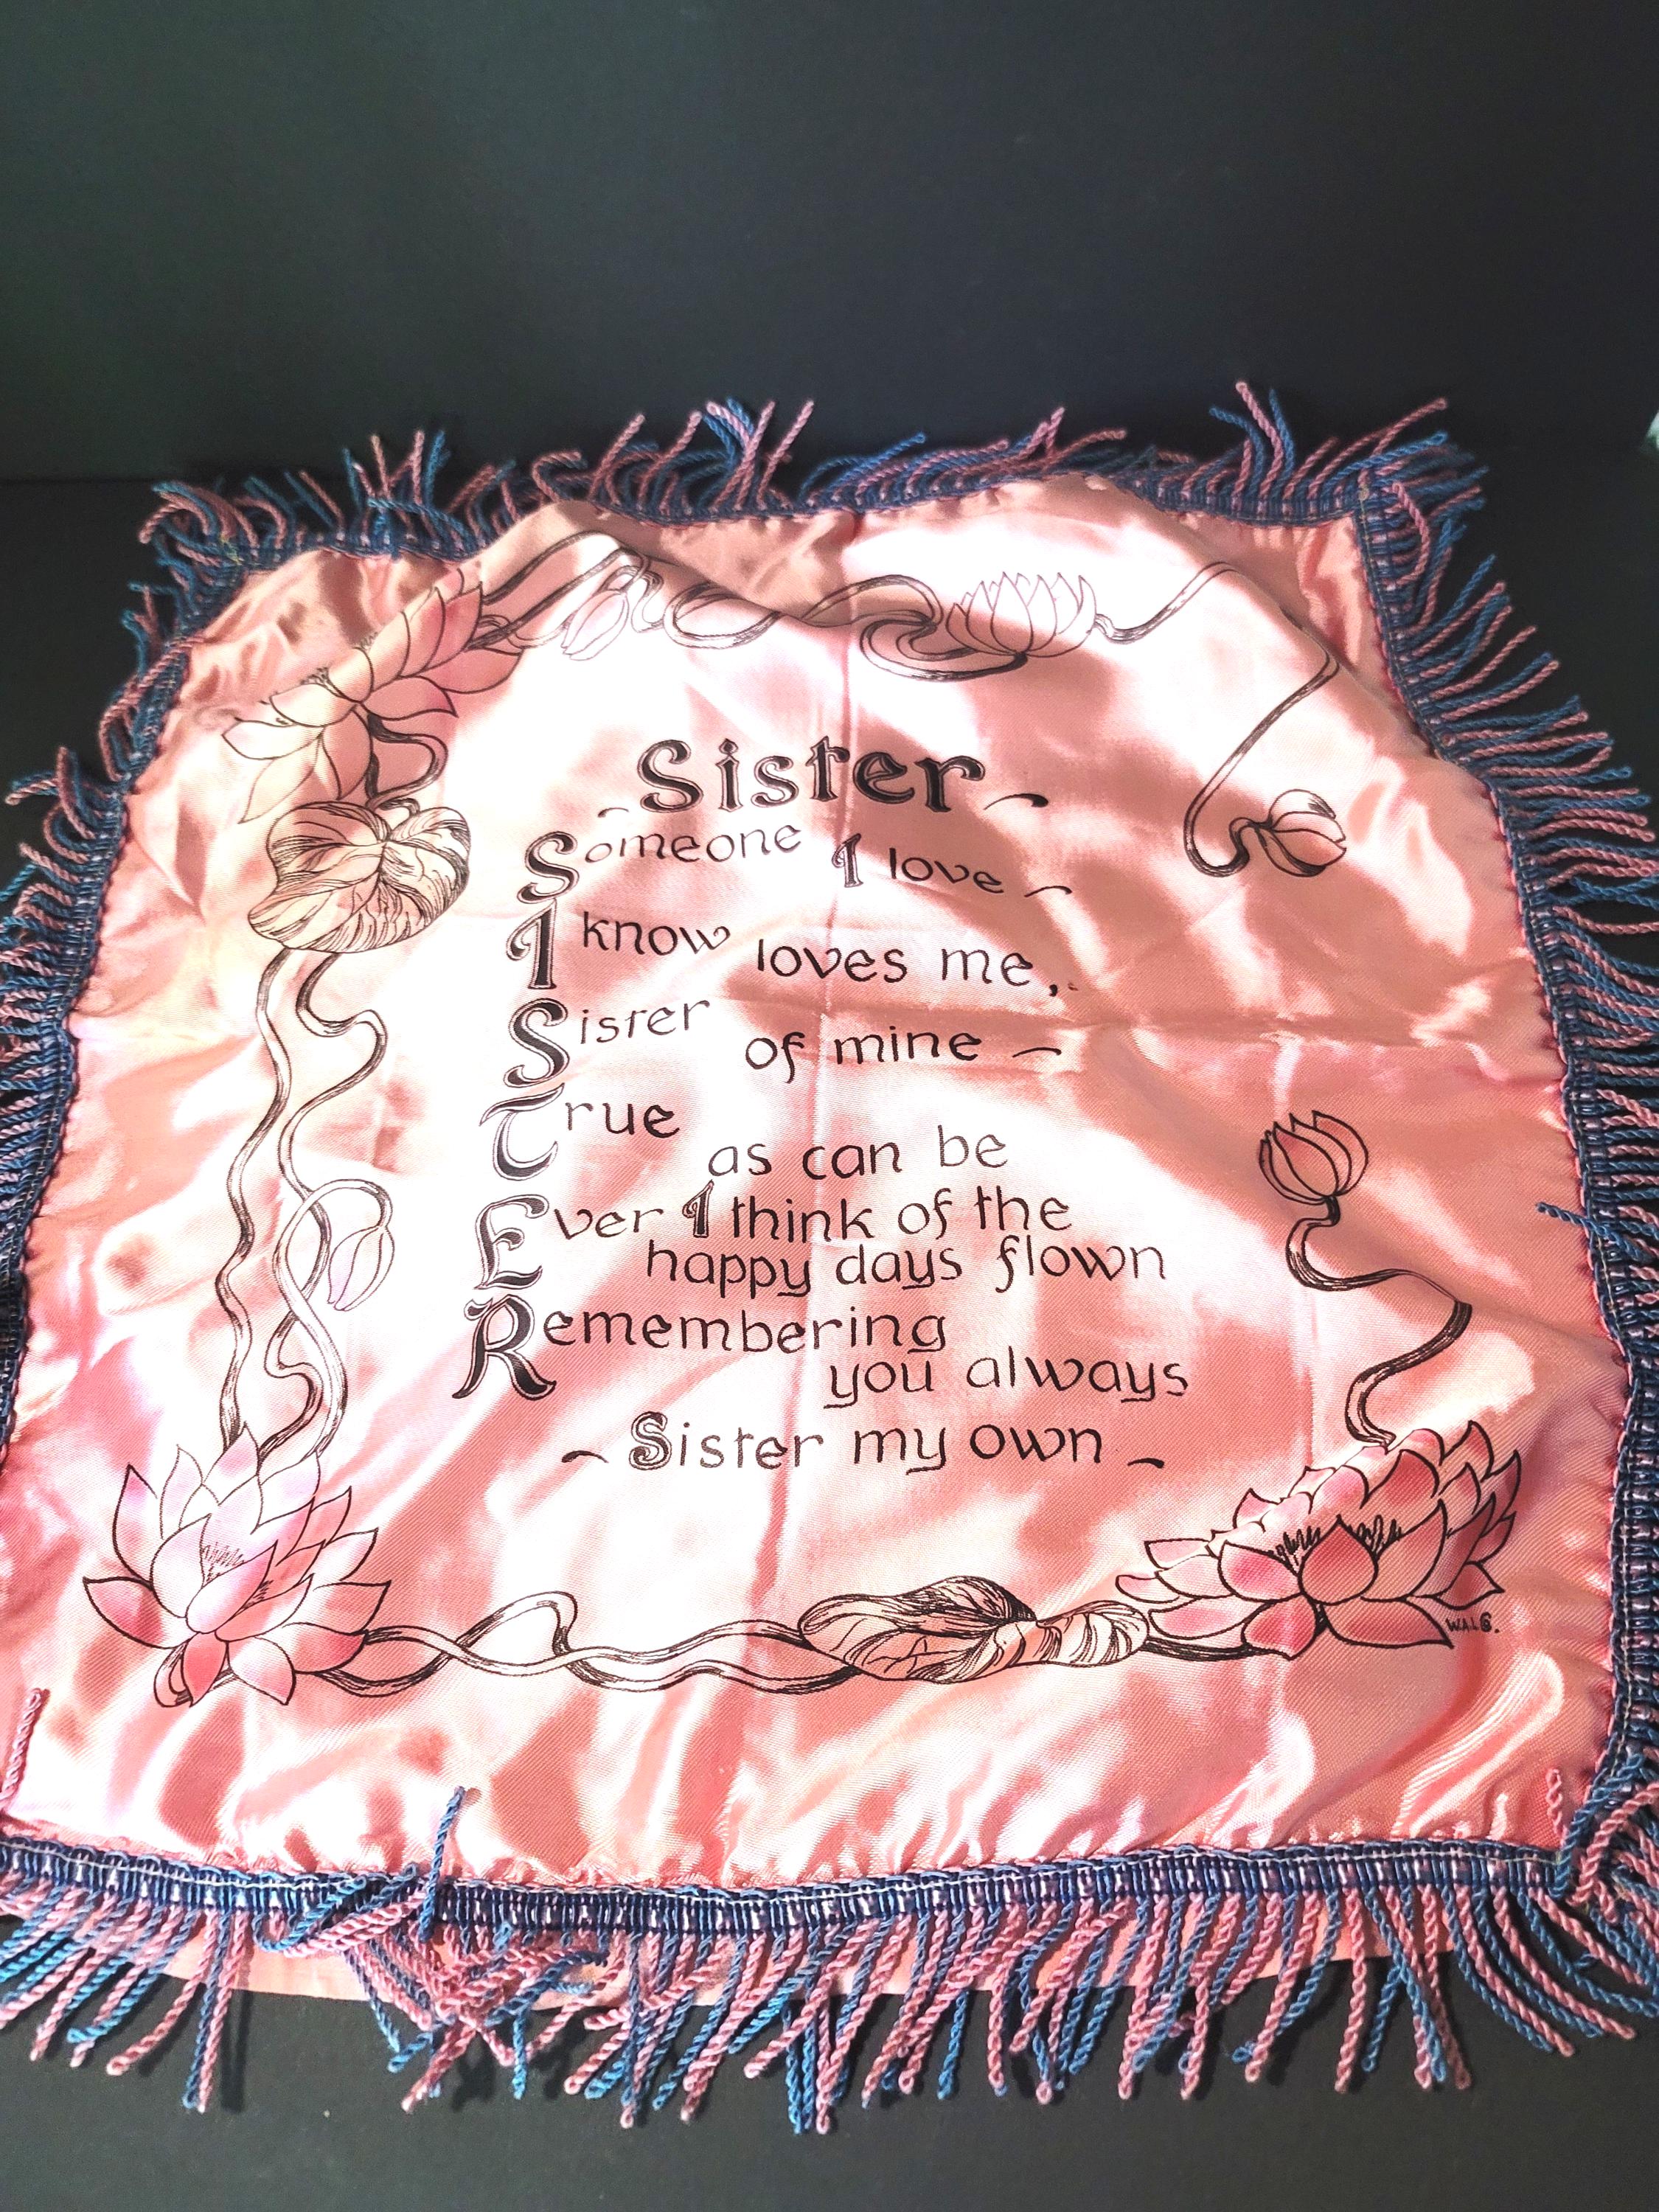 ~ Sister ~
Someone I love ~
I know loves me,
Sister of mine ~
True as can be
Ever I think of the
happy days flown
Remembering
you always
~ Sister my own ~
W.A.L.G.